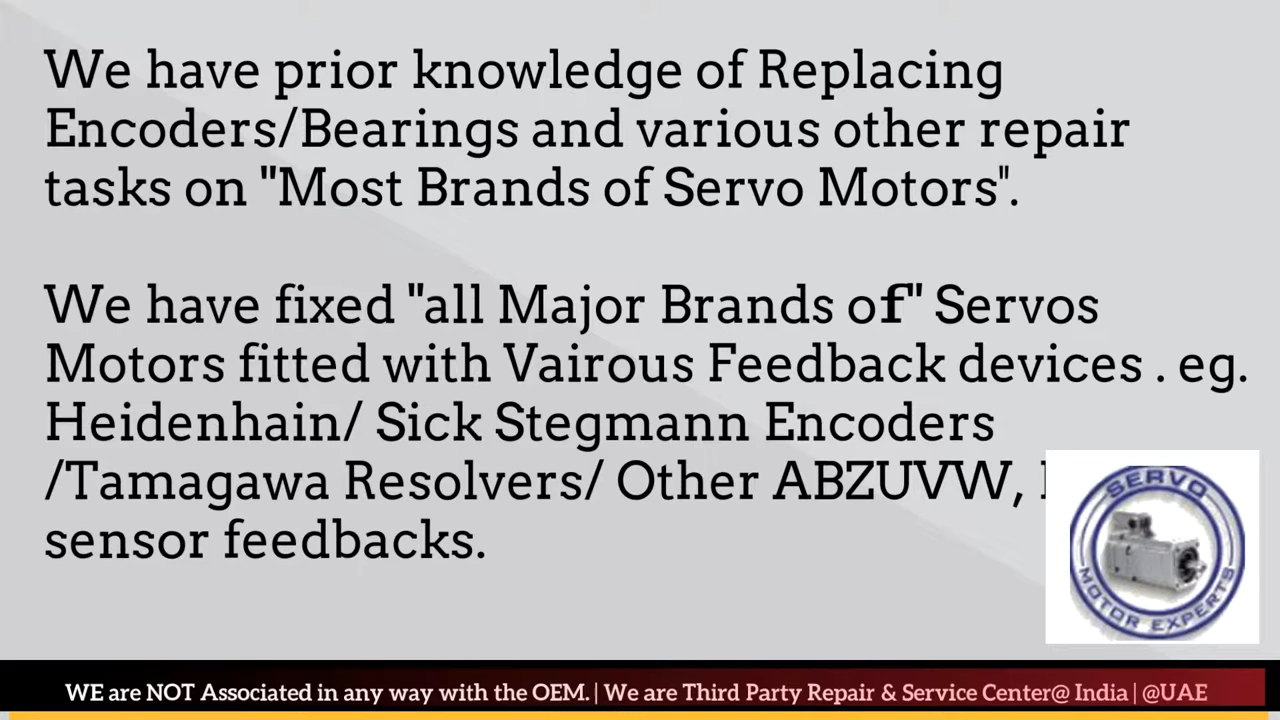 We have prior knowledge of Replacing
Encoders/Bearings and various other repair
tasks on "Most Brands of Servo Motors".
We have fixed "all Major Brands of" Servos
Motors fitted with Vairous Feedback devices . eg.
Heidenhain/ Sick Stegmann Encoders
/Tamagawa Resolvers/ Other ABZUVW,
sensor feedbacks.
SERVO
MOTOR EXPERTS
WE are NOT Associated in any way with the OEM. | We are Third Party Repair & Service Center@ India | @UAE